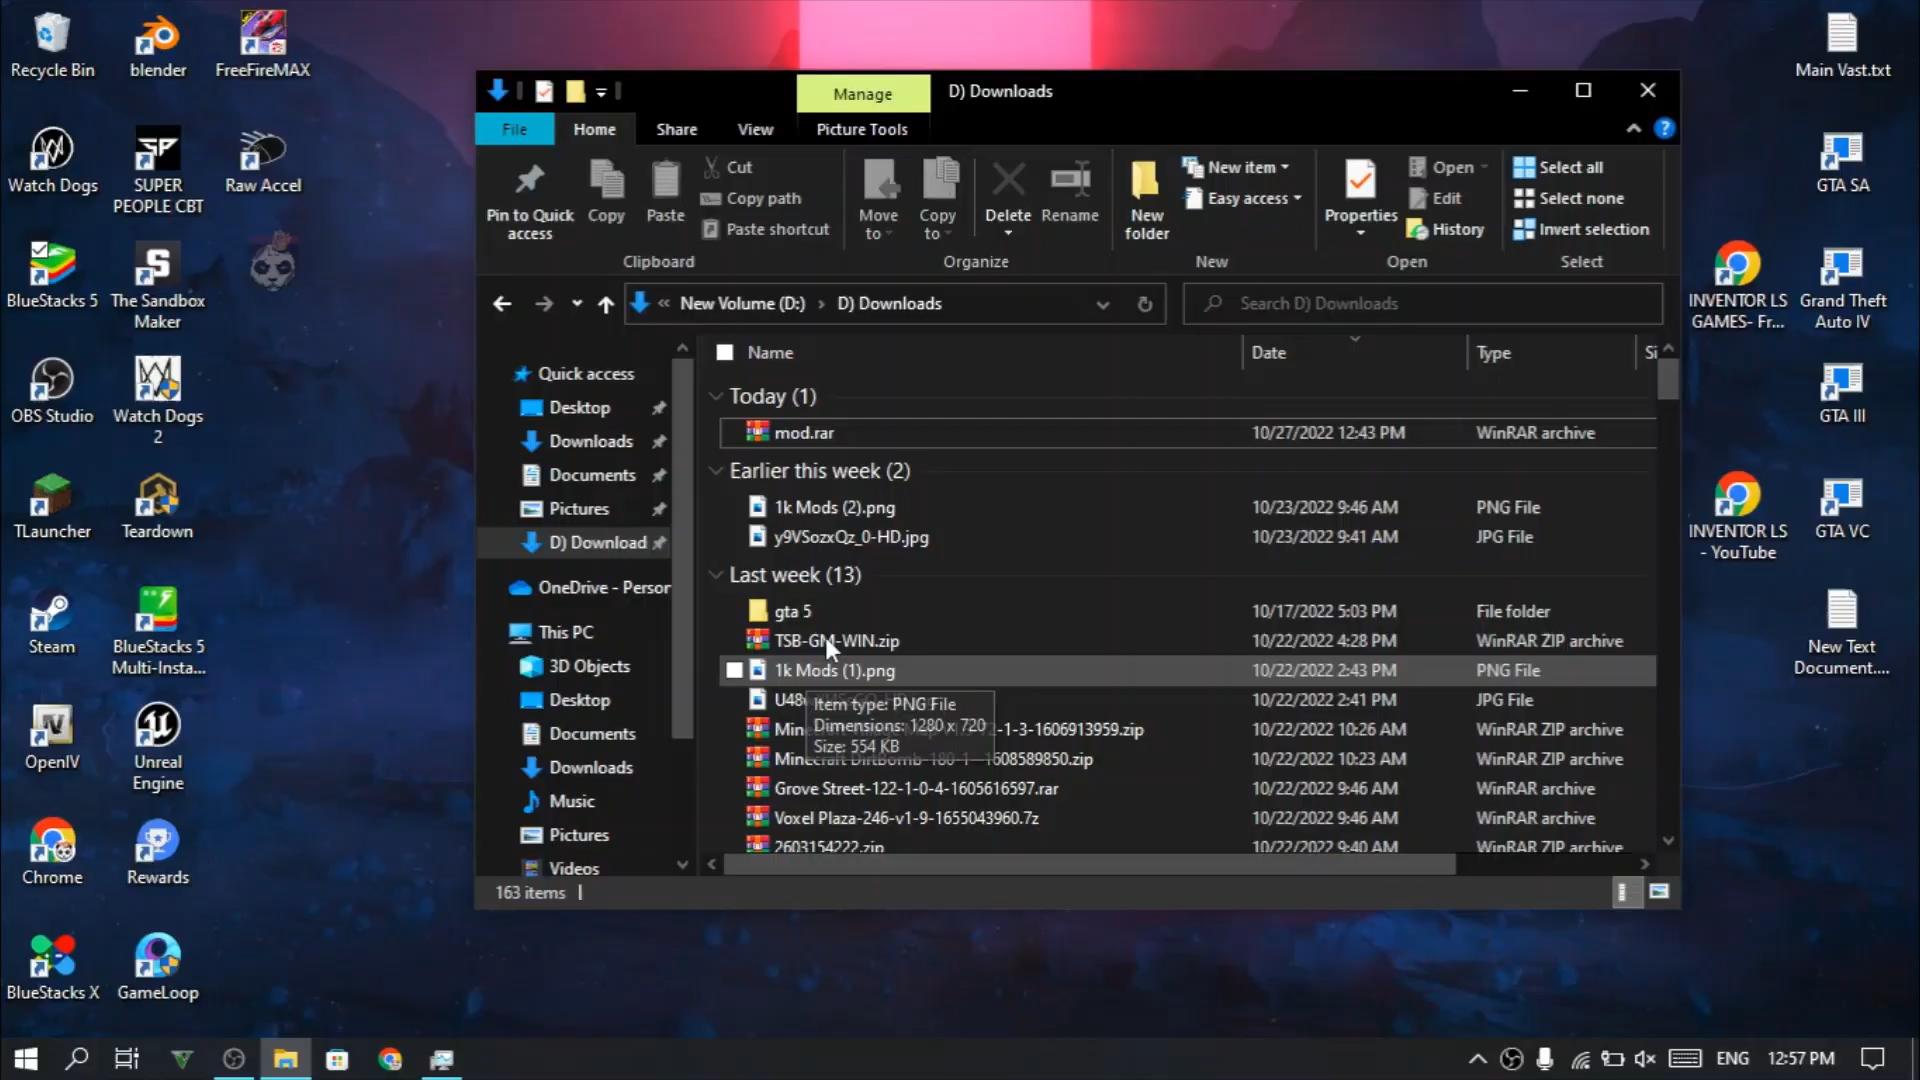 Recycle Bin
blender
FreeFireMAX
Watch Dogs
SUPER
PEOPLE CBT
Raw Accel
BlueStacks 5
The Sandbox
Maker
OBS Studio
Watch Dogs
2
TLauncher
Teardown
Steam
BlueStacks 5
Multi-Insta...
OpenIV
Unreal
Engine
Chrome
Rewards
BlueStacks X
GameLoop
Manage
D) Downloads
File
Home
Share
View
Picture Tools
Pin to Quick
access
Copy
Paste
Cut
Copy path
Paste shortcut
Clipboard
Move
to
Copy
to
Delete
Rename
Organize
New
folder
New item
Easy access
New
Properties
Open
Edit
History
Open
Select all
Select none
Invert selection
Select
« New Volume (D:) › D) Downloads
Search D) Downloads
Quick access
Desktop
Downloads
Documents
Pictures
D) Download
OneDrive - Person
This PC
3D Objects
Desktop
Documents
Downloads
Music
Pictures
Videos
Name Date Type Si
Today (1)
mod.rar 10/27/2022 12:43 PM WinRAR archive
Earlier this week (2)
1k Mods (2).png 10/23/2022 9:46 AM PNG File
y9VSozxQz_0-HD.jpg 10/23/2022 9:41 AM JPG File
Last week (13)
gta 5 10/17/2022 5:03 PM File folder
TSB-GM-WIN.zip 10/22/2022 4:28 PM WinRAR ZIP archive
1k Mods (1).png 10/22/2022 2:43 PM PNG File
10/22/2022 2:41 PM JPG File
Item type: PNG File
Dimensions: 1280 x 720
Size: 554 KB
-1-3-1606913959.zip 10/22/2022 10:26 AM WinRAR ZIP archive
Minecraft DirtBomb-180-1--1608589850.zip 10/22/2022 10:23 AM WinRAR ZIP archive
Grove Street-122-1-0-4-1605616597.rar 10/22/2022 9:46 AM WinRAR archive
Voxel Plaza-246-v1-9-1655043960.7z 10/22/2022 9:46 AM WinRAR archive
2603154222.zip 10/22/2022 9:40 AM WinRAR ZIP archive
163 items
Main Vast.txt
GTA SA
INVENTOR LS
GAMES- Fr...
Grand Theft
Auto IV
GTA III
INVENTOR LS
- YouTube
GTA VC
New Text
Document....
ENG
12:57 PM